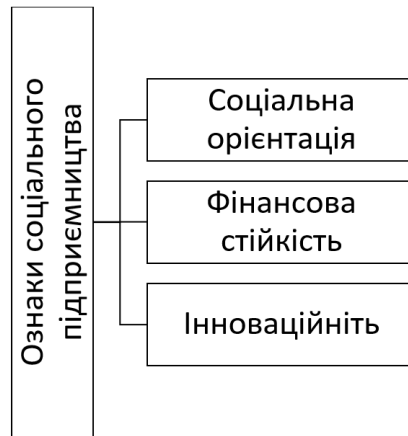 Ознаки соціального
підприємництва
Соціальна
орієнтація
Фінансова
стійкість
Інноваційніть